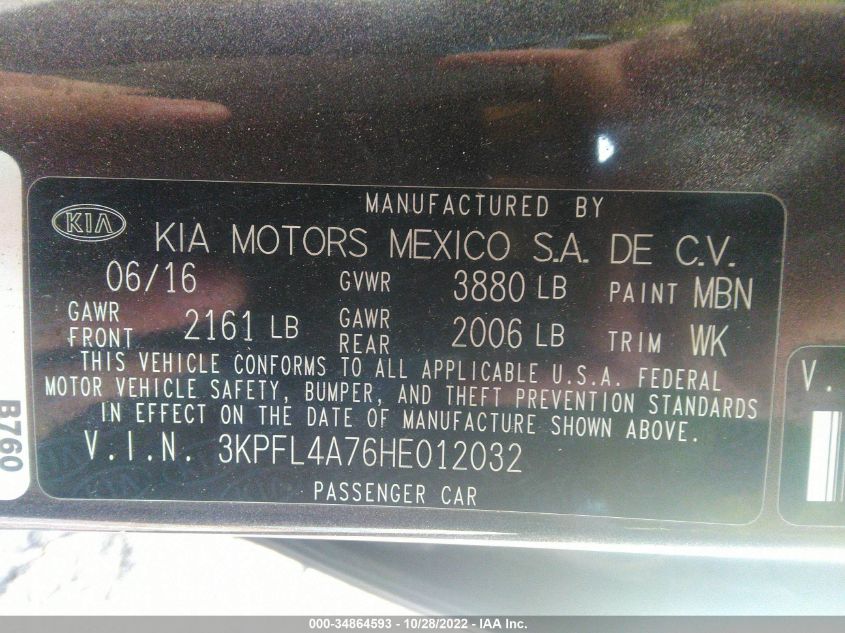 MANUFACTURED BY
KIA KIA MOTORS MEXICO S.A. DE C.V.
06/16 GVWR 3880 LB PAINT MBN
GAWR FRONT 2161 LB GAWR REAR 2006 LB TRIM WK
THIS VEHICLE CONFORMS TO ALL APPLICABLE U.S.A. FEDERAL
MOTOR VEHICLE SAFETY, BUMPER, AND THEFT PREVENTION STANDARDS
IN EFFECT ON THE DATE OF MANUFACTURE SHOWN ABOVE.
V.I.N. 3KPFL4A76HE012032
PASSENGER CAR
B760
V.
000-34864593 - 10/28/2022 - IAA Inc.